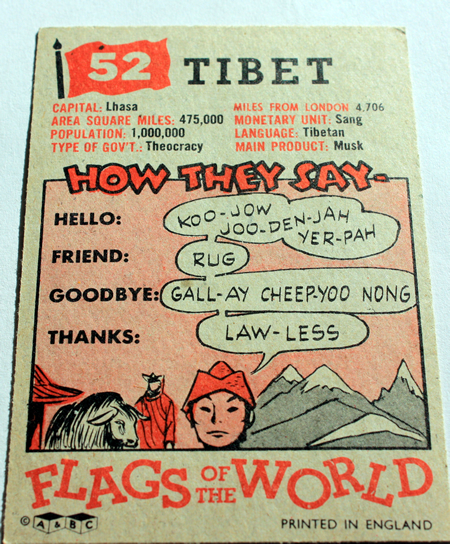 52 TIBET
CAPITAL: Lhasa
AREA SQUARE MILES: 475,000
POPULATION: 1,000,000
TYPE OF GOV'T.: Theocracy
MILES FROM LONDON 4,706
MONETARY UNIT: Sang
LANGUAGE: Tibetan
MAIN PRODUCT: Musk
HOW THEY SAY-
HELLO: KOO-JOW
JOO-DEN-JAH
YER-PAH
FRIEND: RUG
GOODBYE: GALL-AY CHEEP-YOO NONG
THANKS: LAW-LESS
FLAGS OF THE WORLD
© A & BC PRINTED IN ENGLAND